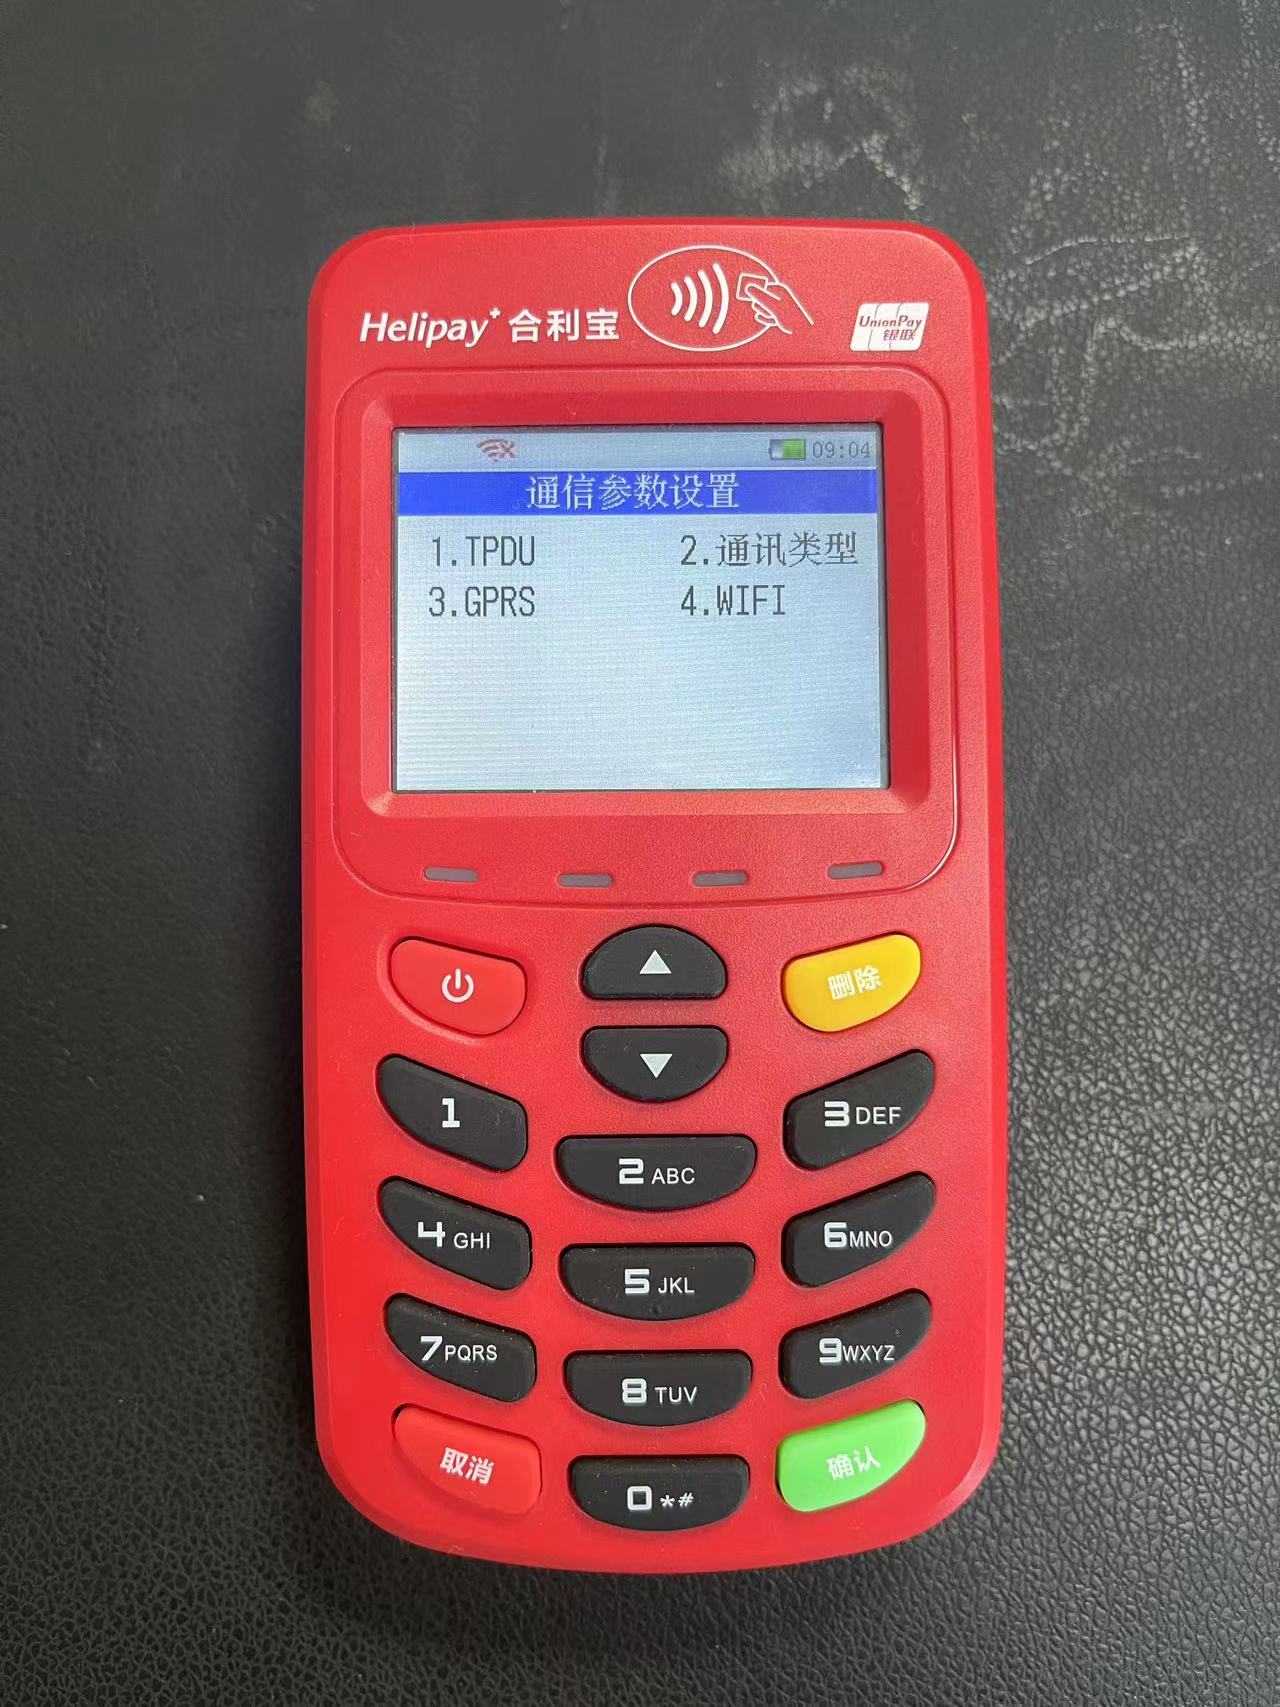 Helipay+合利宝
UnionPay
银联
09:04
通信参数设置
1.TPDU 2.通讯类型
3.GPRS 4.WIFI
删除
1
2 ABC
3 DEF
4 GHI
5 JKL
6 MNO
7 PQRS
8 TUV
9 WXYZ
取消
0 *#
确认